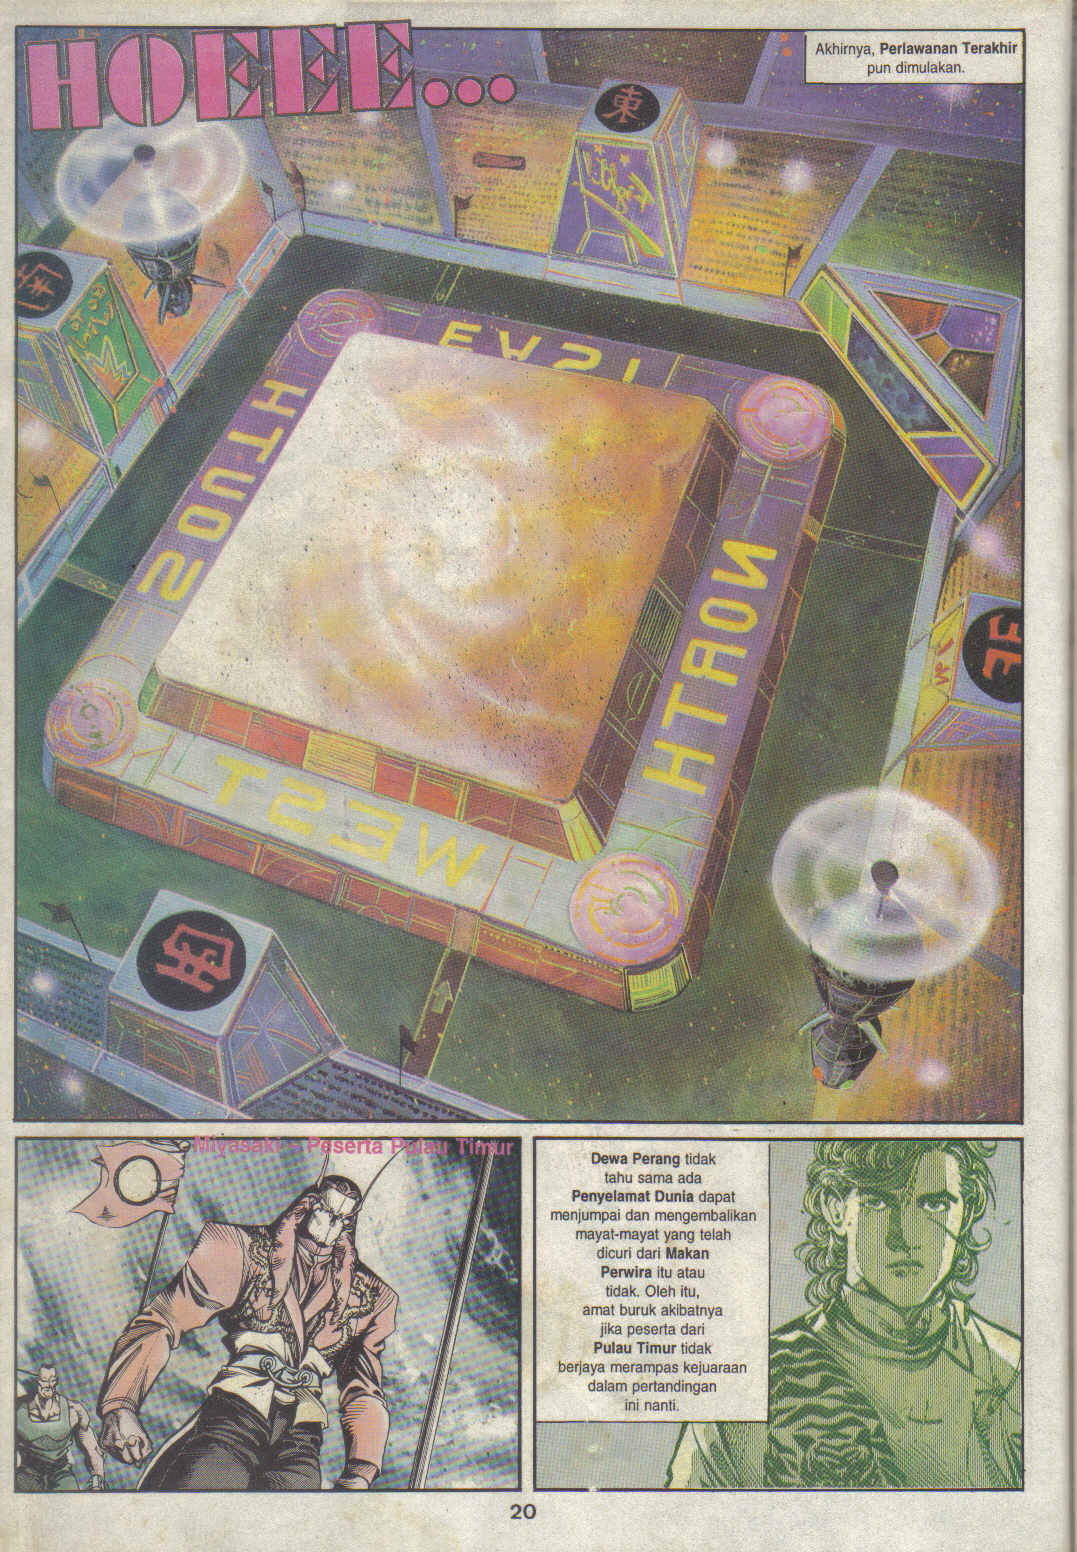 HOEEE...
Akhirnya, Perlawanan Terakhir
pun dimulakan.
東
EAST
SOUTH
NORTH
WEST
西
Miyasaki – Peserta Pulau Timur
Dewa Perang tidak
tahu sama ada
Penyelamat Dunia dapat
menjumpai dan mengembalikan
mayat-mayat yang telah
dicuri dari Makan
Perwira itu atau
tidak. Oleh itu,
amat buruk akibatnya
jika peserta dari
Pulau Timur tidak
berjaya merampas kejuaraan
dalam pertandingan
ini nanti.
20